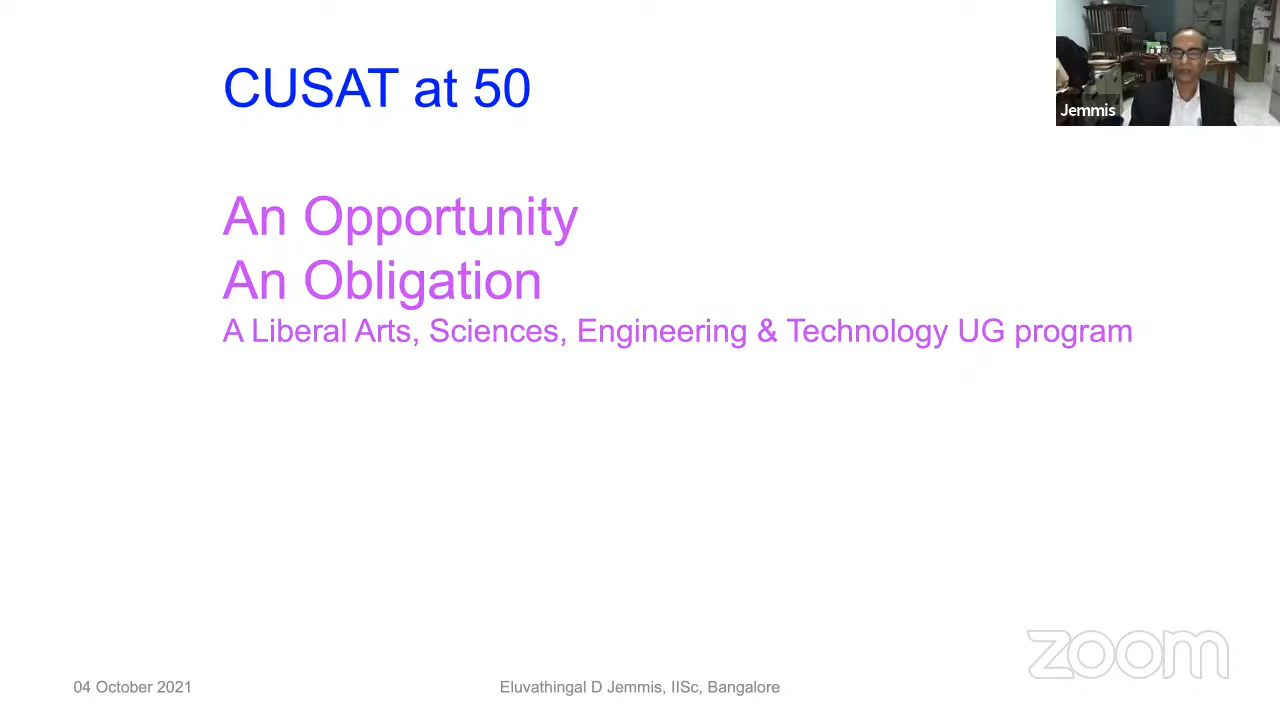 CUSAT at 50
Jemmis
An Opportunity
An Obligation
A Liberal Arts, Sciences, Engineering & Technology UG program
zoom
04 October 2021
Eluvathingal D Jemmis, IISc, Bangalore